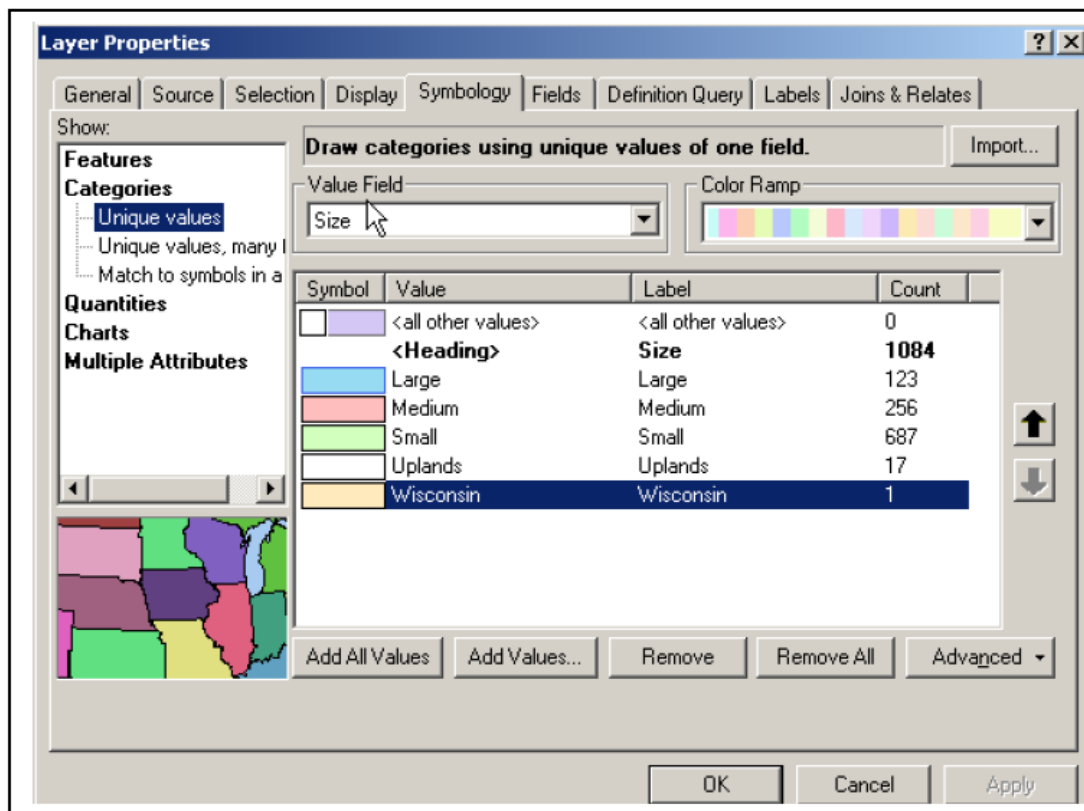 Layer Properties
General Source Selection Display Symbology Fields Definition Query Labels Joins & Relates
Show:
Features
Categories
Unique values
Unique values, many f
Match to symbols in a
Quantities
Charts
Multiple Attributes
Draw categories using unique values of one field.
Import...
Value Field
Size
Color Ramp
Symbol Value Label Count
<all other values> <all other values> 0
<Heading> Size 1084
Large Large 123
Medium Medium 256
Small Small 687
Uplands Uplands 17
Wisconsin Wisconsin 1
Add All Values Add Values... Remove Remove All Advanced
OK Cancel Apply